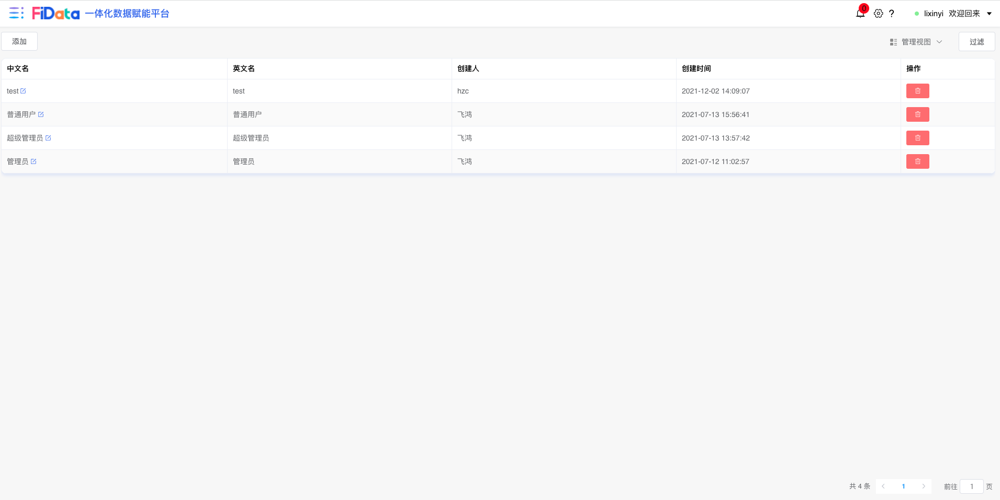 FiData 一体化数据赋能平台 0 ? lixinyi 欢迎回来
添加 管理视图 过滤
中文名 英文名 创建人 创建时间 操作
test test hzc 2021-12-02 14:09:07
普通用户 普通用户 飞鸿 2021-07-13 15:56:41
超级管理员 超级管理员 飞鸿 2021-07-13 13:57:42
管理员 管理员 飞鸿 2021-07-12 11:02:57
共 4 条 1 前往 1 页